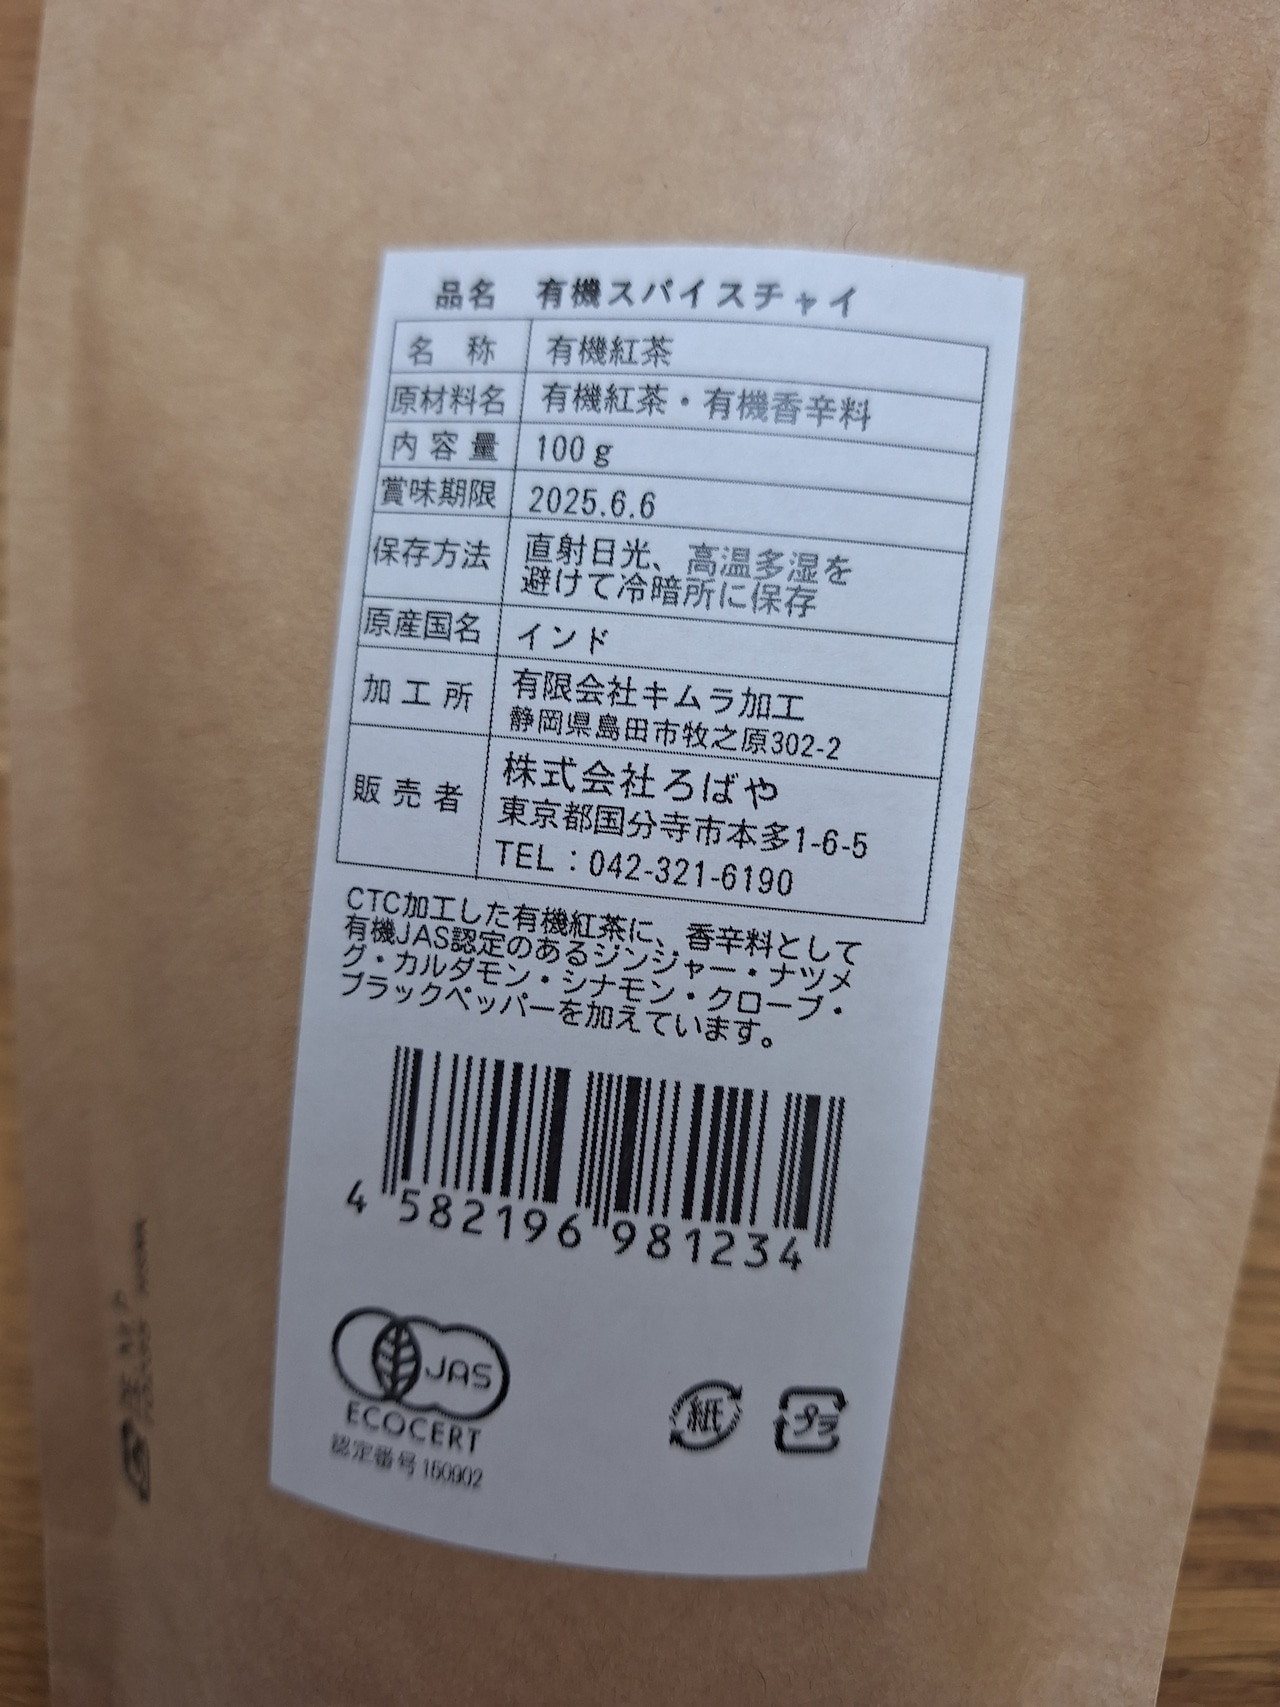 品名　有機スパイスチャイ
名　称　有機紅茶
原材料名　有機紅茶・有機香辛料
内容量　100g
賞味期限　2025.6.6
保存方法　直射日光、高温多湿を
避けて冷暗所に保存
原産国名　インド
加工所　有限会社キムラ加工
静岡県島田市牧之原302-2
販売者　株式会社ろばや
東京都国分寺市本多1-6-5
TEL：042-321-6190
CTC加工した有機紅茶に、香辛料として
有機JAS認定のあるジンジャー・ナツメ
グ・カルダモン・シナモン・クローブ・
ブラックペッパーを加えています。
4 582196 981234
JAS
ECOCERT
認定番号150902
紙 プラ